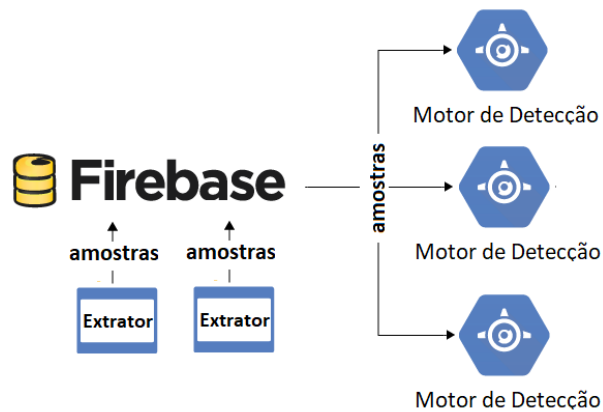 Motor de Detecção
Firebase
amostras
Motor de Detecção
amostras
amostras
Extrator
Extrator
Motor de Detecção